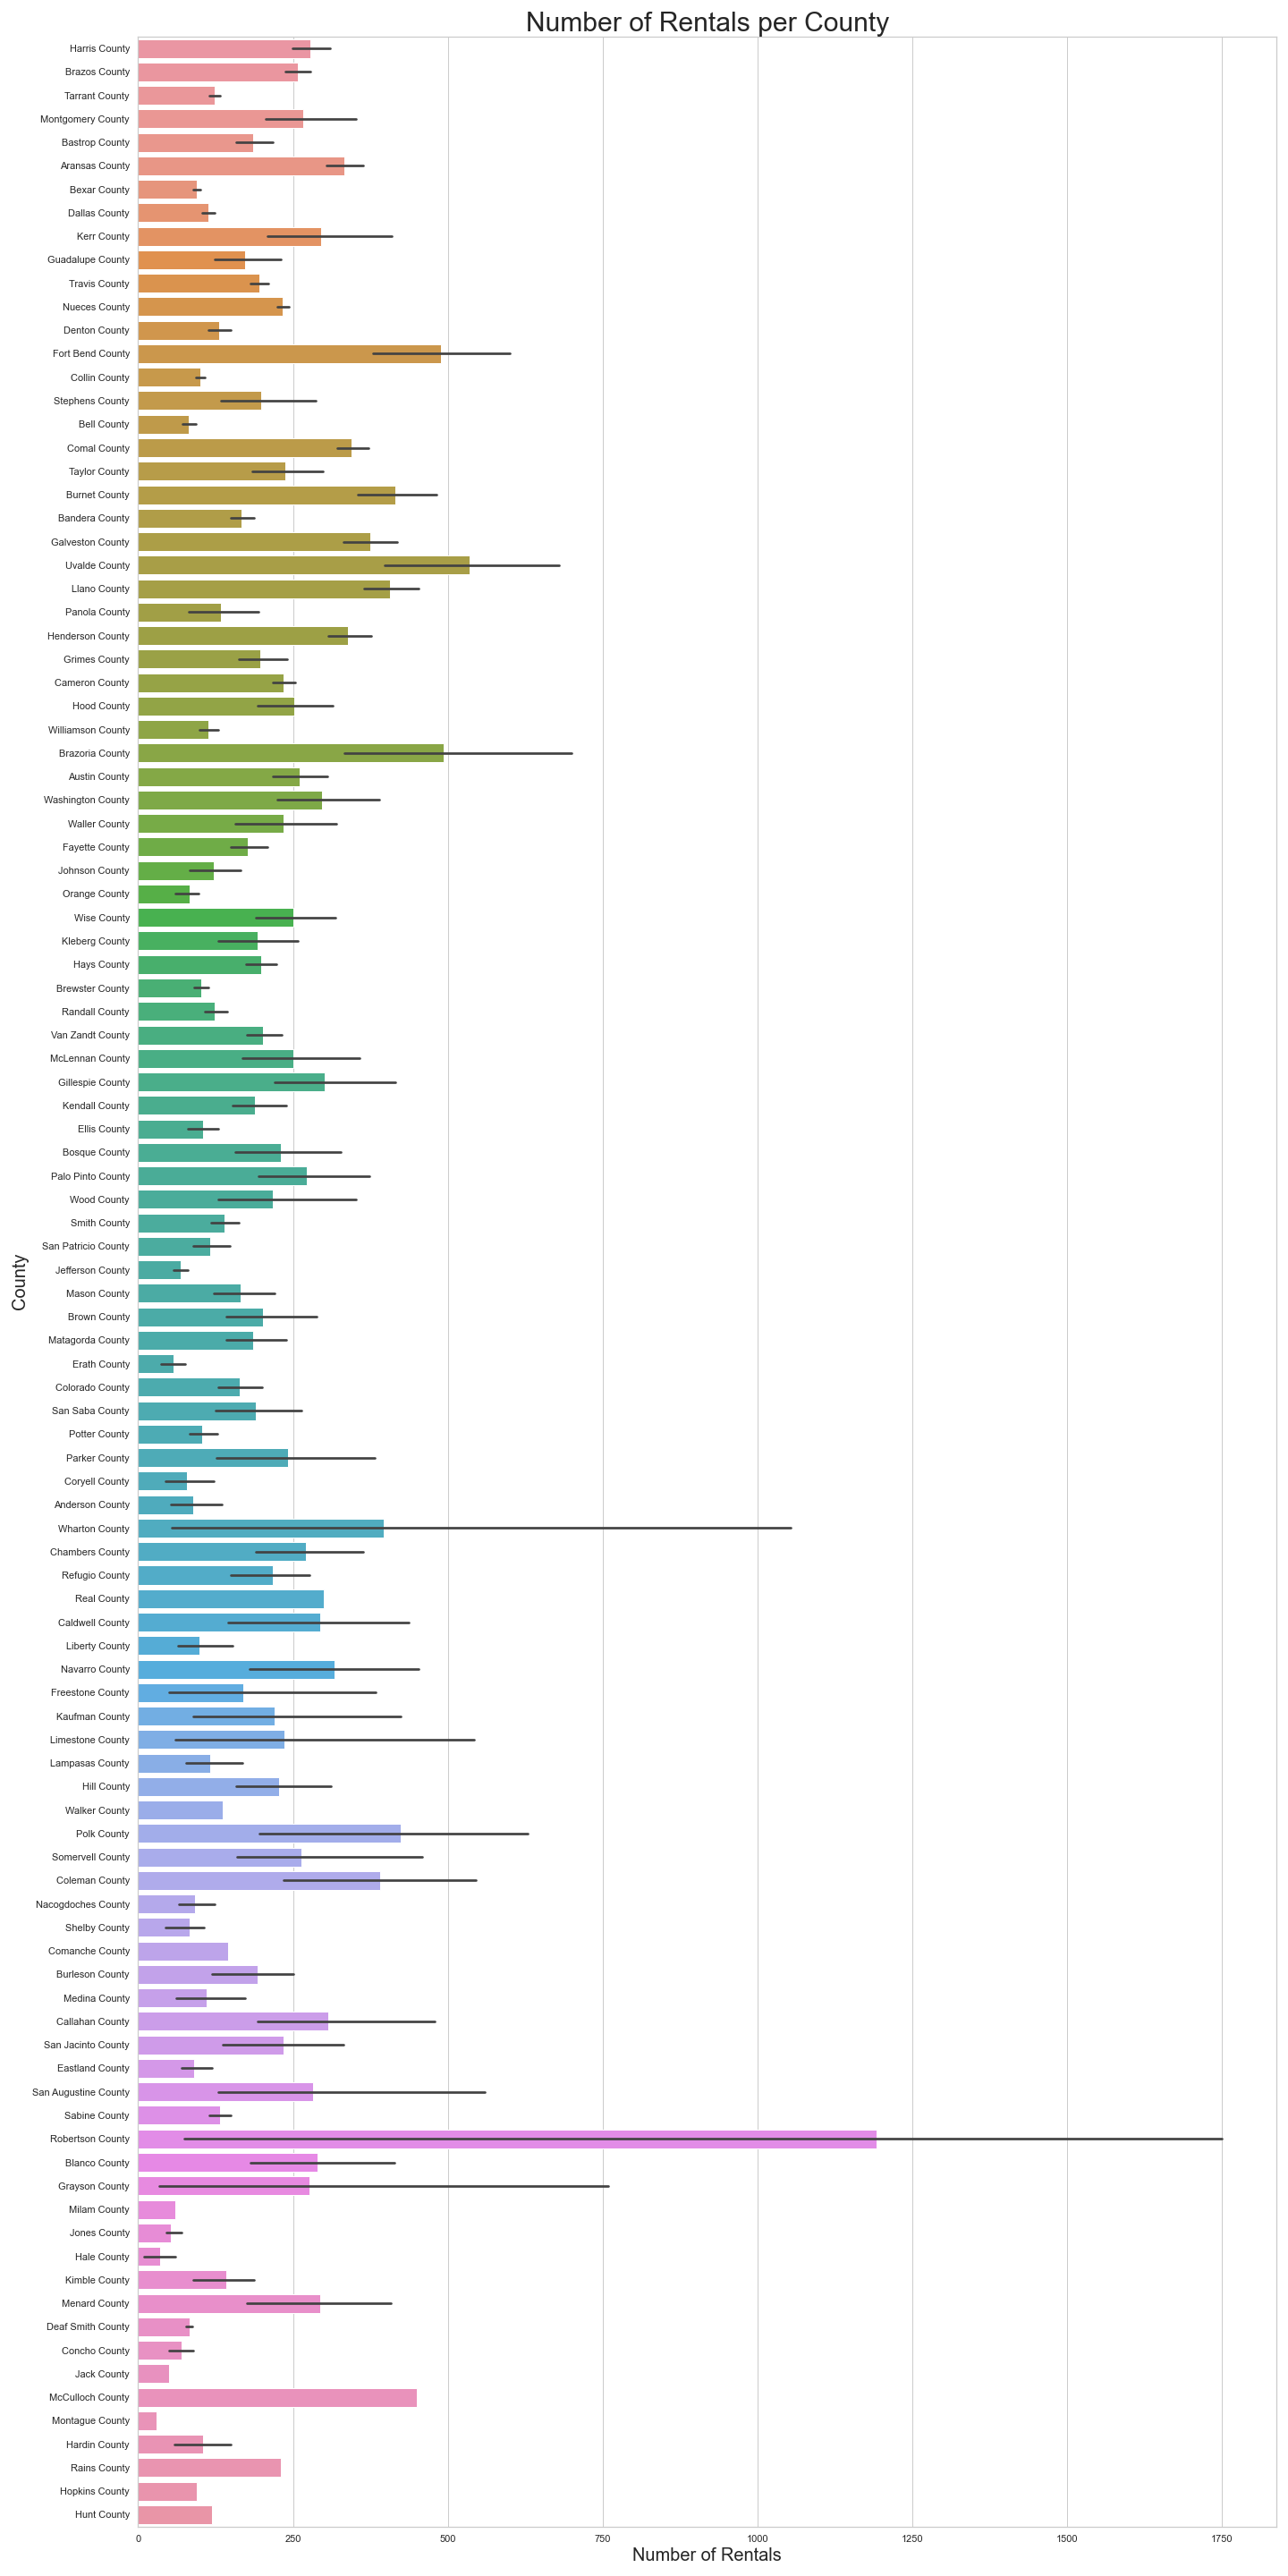 Number of Rentals per County
Harris County
Brazos County
Tarrant County
Montgomery County
Bastrop County
Aransas County
Bexar County
Dallas County
Kerr County
Guadalupe County
Travis County
Nueces County
Denton County
Fort Bend County
Collin County
Stephens County
Bell County
Comal County
Taylor County
Burnet County
Bandera County
Galveston County
Uvalde County
Llano County
Panola County
Henderson County
Grimes County
Cameron County
Hood County
Williamson County
Brazoria County
Austin County
Washington County
Waller County
Fayette County
Johnson County
Orange County
Wise County
Kleberg County
Hays County
Brewster County
Randall County
Van Zandt County
McLennan County
Gillespie County
Kendall County
Ellis County
Bosque County
Palo Pinto County
Wood County
Smith County
San Patricio County
Jefferson County
Mason County
Brown County
Matagorda County
Erath County
Colorado County
San Saba County
Potter County
Parker County
Coryell County
Anderson County
Wharton County
Chambers County
Refugio County
Real County
Caldwell County
Liberty County
Navarro County
Freestone County
Kaufman County
Limestone County
Lampasas County
Hill County
Walker County
Polk County
Somervell County
Coleman County
Nacogdoches County
Shelby County
Comanche County
Burleson County
Medina County
Callahan County
San Jacinto County
Eastland County
San Augustine County
Sabine County
Robertson County
Blanco County
Grayson County
Milam County
Jones County
Hale County
Kimble County
Menard County
Deaf Smith County
Concho County
Jack County
McCulloch County
Montague County
Hardin County
Rains County
Hopkins County
Hunt County
County
0 250 500 750 1000 1250 1500 1750
Number of Rentals